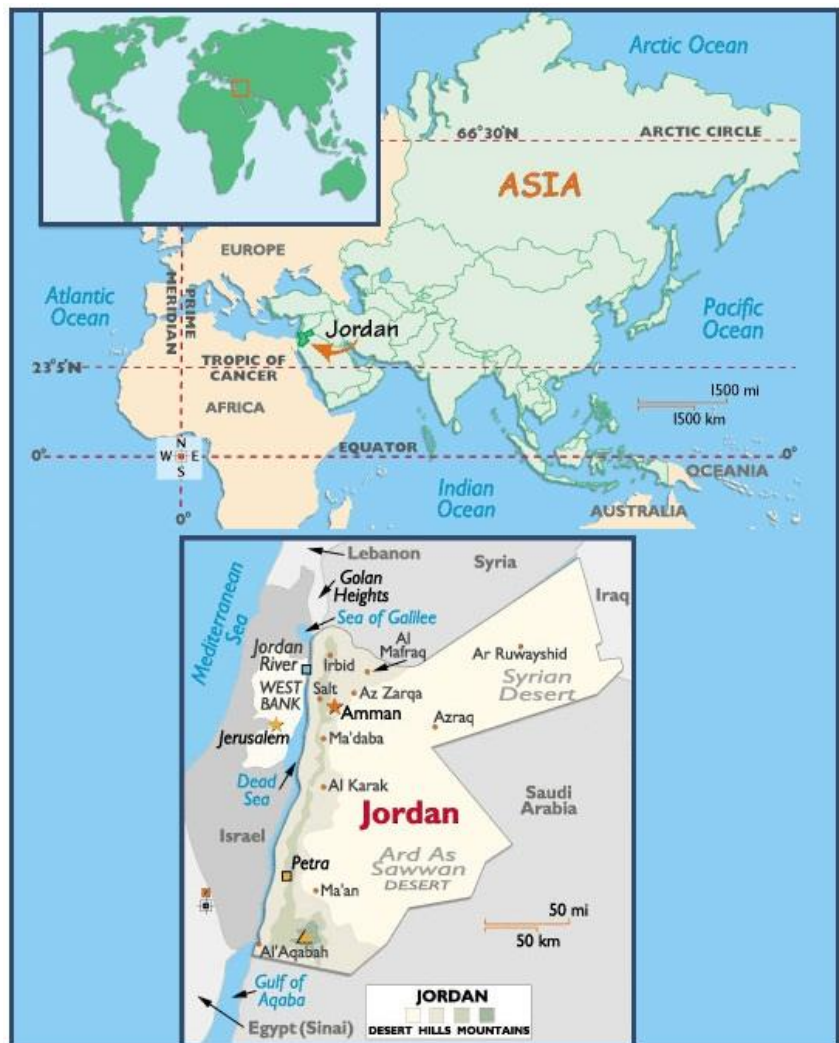 Arctic Ocean
66°30'N
ARCTIC CIRCLE
ASIA
EUROPE
Atlantic
Ocean
PRIME
MERIDIAN
Jordan
Pacific
Ocean
23°5'N
TROPIC OF
CANCER
AFRICA
1500 mi
1500 km
EQUATOR
N
W E
S
0°
0°
0°
OCEANIA
Indian
Ocean
AUSTRALIA
Lebanon
Syria
Golan
Heights
Iraq
Mediterranean
Sea
Sea of Galilee
Al
Mafraq
Jordan
River
Irbid
Ar Ruwayshid
Syrian
Desert
WEST
BANK
Salt
Az Zarqa
Amman
Azraq
Jerusalem
Ma'daba
Dead
Sea
Al Karak
Saudi
Arabia
Jordan
Israel
Petra
Ard As
Sawwan
DESERT
Ma'an
50 mi
50 km
Al'Aqabah
Gulf of
Aqaba
Egypt (Sinai)
JORDAN
DESERT HILLS MOUNTAINS